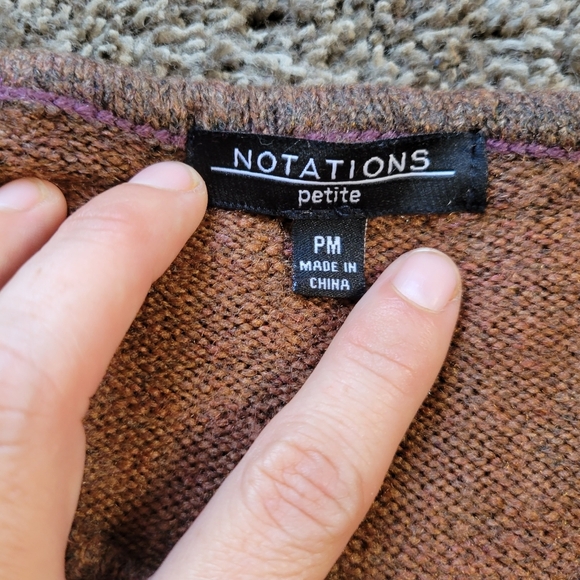 NOTATIONS
petite
PM
MADE IN
CHINA